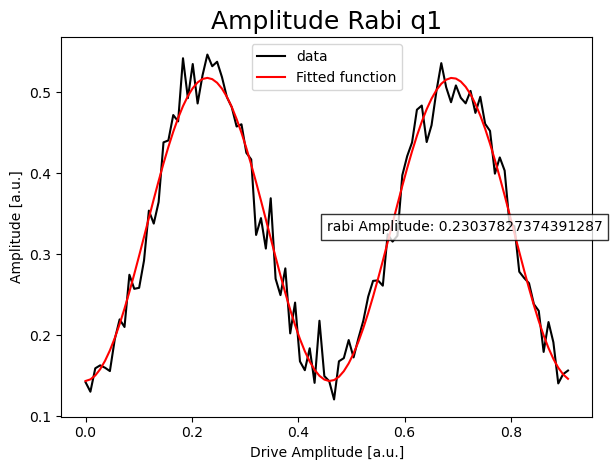 Amplitude Rabi q1
data
Fitted function
rabi Amplitude: 0.23037827374391287
Amplitude [a.u.]
0.5
0.4
0.3
0.2
0.1
0.0
0.2
0.4
0.6
0.8
Drive Amplitude [a.u.]